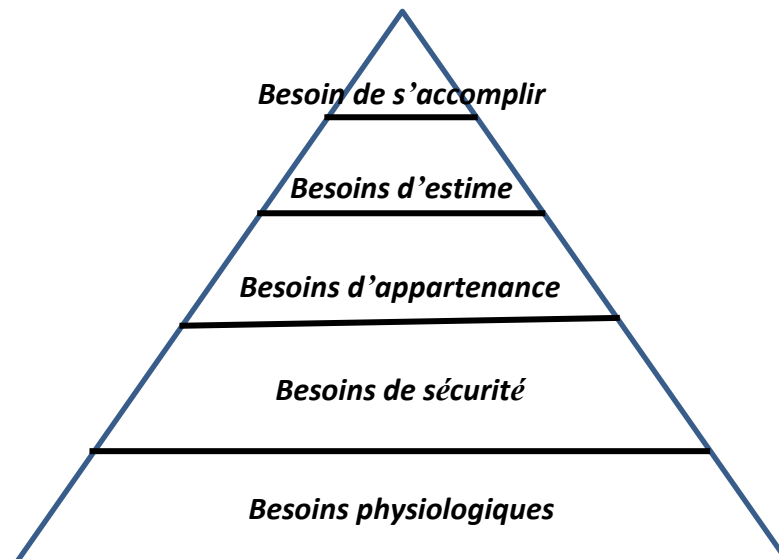 Besoin de s’accomplir
Besoins d’estime
Besoins d’appartenance
Besoins de sécurité
Besoins physiologiques